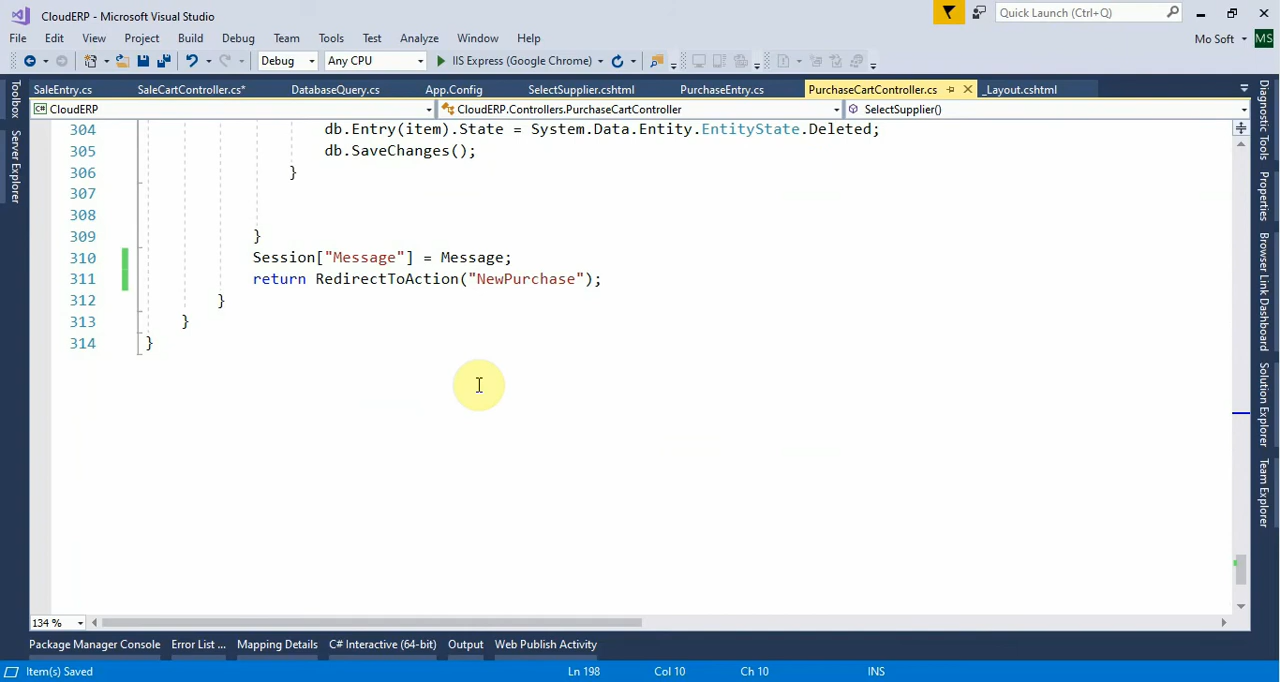 CloudERP - Microsoft Visual Studio
Quick Launch (Ctrl+Q)
File Edit View Project Build Debug Team Tools Test Analyze Window Help
Mo Soft MS
Debug Any CPU IIS Express (Google Chrome)
SaleEntry.cs SaleCartController.cs* DatabaseQuery.cs App.Config SelectSupplier.cshtml PurchaseEntry.cs PurchaseCartController.cs _Layout.cshtml
CloudERP CloudERP.Controllers.PurchaseCartController SelectSupplier()
Toolbox
Server Explorer
304 db.Entry(item).State = System.Data.Entity.EntityState.Deleted;
305 db.SaveChanges();
306 }
307
308
309 }
310 Session["Message"] = Message;
311 return RedirectToAction("NewPurchase");
312 }
313 }
314 }
Diagnostic Tools
Properties
Browser Link Dashboard
Solution Explorer
Team Explorer
134 %
Package Manager Console Error List ... Mapping Details C# Interactive (64-bit) Output Web Publish Activity
Item(s) Saved Ln 198 Col 10 Ch 10 INS